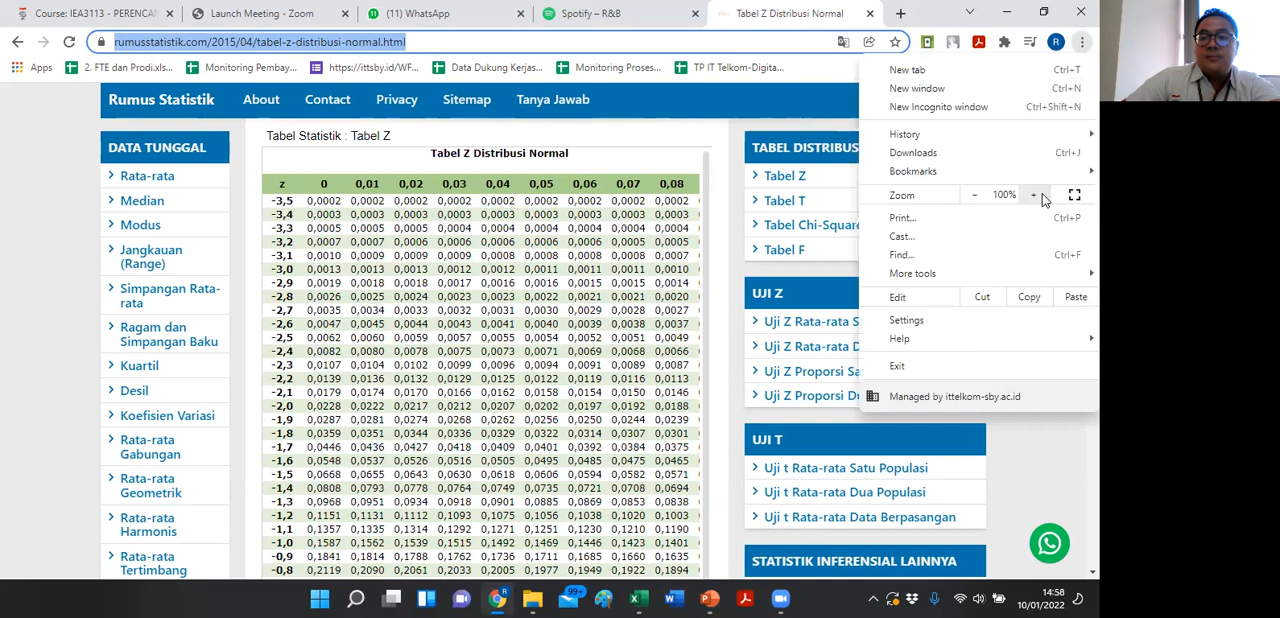 Course: IEA3113 - PERENCAN
Launch Meeting - Zoom
(11) WhatsApp
Spotify – R&B
Tabel Z Distribusi Normal
rumusstatistik.com/2015/04/tabel-z-distribusi-normal.html
R
Apps
2. FTE dan Prodi.xls...
Monitoring Pembay...
https://ittsby.id/WF...
Data Dukung Kerjas...
Monitoring Proses...
TP IT Telkom-Digita...
Rumus Statistik
About
Contact
Privacy
Sitemap
Tanya Jawab
DATA TUNGGAL
Rata-rata
Median
Modus
Jangkauan
(Range)
Simpangan Rata-
rata
Ragam dan
Simpangan Baku
Kuartil
Desil
Koefisien Variasi
Rata-rata
Gabungan
Rata-rata
Geometrik
Rata-rata
Harmonis
Rata-rata
Tertimbang
Tabel Statistik : Tabel Z
Tabel Z Distribusi Normal
z 0 0,01 0,02 0,03 0,04 0,05 0,06 0,07 0,08
-3,5 0,0002 0,0002 0,0002 0,0002 0,0002 0,0002 0,0002 0,0002 0,0002
-3,4 0,0003 0,0003 0,0003 0,0003 0,0003 0,0003 0,0003 0,0003 0,0003
-3,3 0,0005 0,0005 0,0005 0,0004 0,0004 0,0004 0,0004 0,0004 0,0004
-3,2 0,0007 0,0007 0,0006 0,0006 0,0006 0,0006 0,0006 0,0005 0,0005
-3,1 0,0010 0,0009 0,0009 0,0009 0,0008 0,0008 0,0008 0,0008 0,0007
-3,0 0,0013 0,0013 0,0013 0,0012 0,0012 0,0011 0,0011 0,0011 0,0010
-2,9 0,0019 0,0018 0,0018 0,0017 0,0016 0,0016 0,0015 0,0015 0,0014
-2,8 0,0026 0,0025 0,0024 0,0023 0,0023 0,0022 0,0021 0,0021 0,0020
-2,7 0,0035 0,0034 0,0033 0,0032 0,0031 0,0030 0,0029 0,0028 0,0027
-2,6 0,0047 0,0045 0,0044 0,0043 0,0041 0,0040 0,0039 0,0038 0,0037
-2,5 0,0062 0,0060 0,0059 0,0057 0,0055 0,0054 0,0052 0,0051 0,0049
-2,4 0,0082 0,0080 0,0078 0,0075 0,0073 0,0071 0,0069 0,0068 0,0066
-2,3 0,0107 0,0104 0,0102 0,0099 0,0096 0,0094 0,0091 0,0089 0,0087
-2,2 0,0139 0,0136 0,0132 0,0129 0,0125 0,0122 0,0119 0,0116 0,0113
-2,1 0,0179 0,0174 0,0170 0,0166 0,0162 0,0158 0,0154 0,0150 0,0146
-2,0 0,0228 0,0222 0,0217 0,0212 0,0207 0,0202 0,0197 0,0192 0,0188
-1,9 0,0287 0,0281 0,0274 0,0268 0,0262 0,0256 0,0250 0,0244 0,0239
-1,8 0,0359 0,0351 0,0344 0,0336 0,0329 0,0322 0,0314 0,0307 0,0301
-1,7 0,0446 0,0436 0,0427 0,0418 0,0409 0,0401 0,0392 0,0384 0,0375
-1,6 0,0548 0,0537 0,0526 0,0516 0,0505 0,0495 0,0485 0,0475 0,0465
-1,5 0,0668 0,0655 0,0643 0,0630 0,0618 0,0606 0,0594 0,0582 0,0571
-1,4 0,0808 0,0793 0,0778 0,0764 0,0749 0,0735 0,0721 0,0708 0,0694
-1,3 0,0968 0,0951 0,0934 0,0918 0,0901 0,0885 0,0869 0,0853 0,0838
-1,2 0,1151 0,1131 0,1112 0,1093 0,1075 0,1056 0,1038 0,1020 0,1003
-1,1 0,1357 0,1335 0,1314 0,1292 0,1271 0,1251 0,1230 0,1210 0,1190
-1,0 0,1587 0,1562 0,1539 0,1515 0,1492 0,1469 0,1446 0,1423 0,1401
-0,9 0,1841 0,1814 0,1788 0,1762 0,1736 0,1711 0,1685 0,1660 0,1635
-0,8 0,2119 0,2090 0,2061 0,2033 0,2005 0,1977 0,1949 0,1922 0,1894
TABEL DISTRIBUS
Tabel Z
Tabel T
Tabel Chi-Square
Tabel F
UJI Z
Uji Z Rata-rata S
Uji Z Rata-rata D
Uji Z Proporsi Sa
Uji Z Proporsi Du
UJI T
Uji t Rata-rata Satu Populasi
Uji t Rata-rata Dua Populasi
Uji t Rata-rata Data Berpasangan
STATISTIK INFERENSIAL LAINNYA
New tab Ctrl+T
New window Ctrl+N
New Incognito window Ctrl+Shift+N
History
Downloads Ctrl+J
Bookmarks
Zoom - 100% +
Print... Ctrl+P
Cast...
Find... Ctrl+F
More tools
Edit Cut Copy Paste
Settings
Help
Exit
Managed by ittelkom-sby.ac.id
99+
14:58
10/01/2022